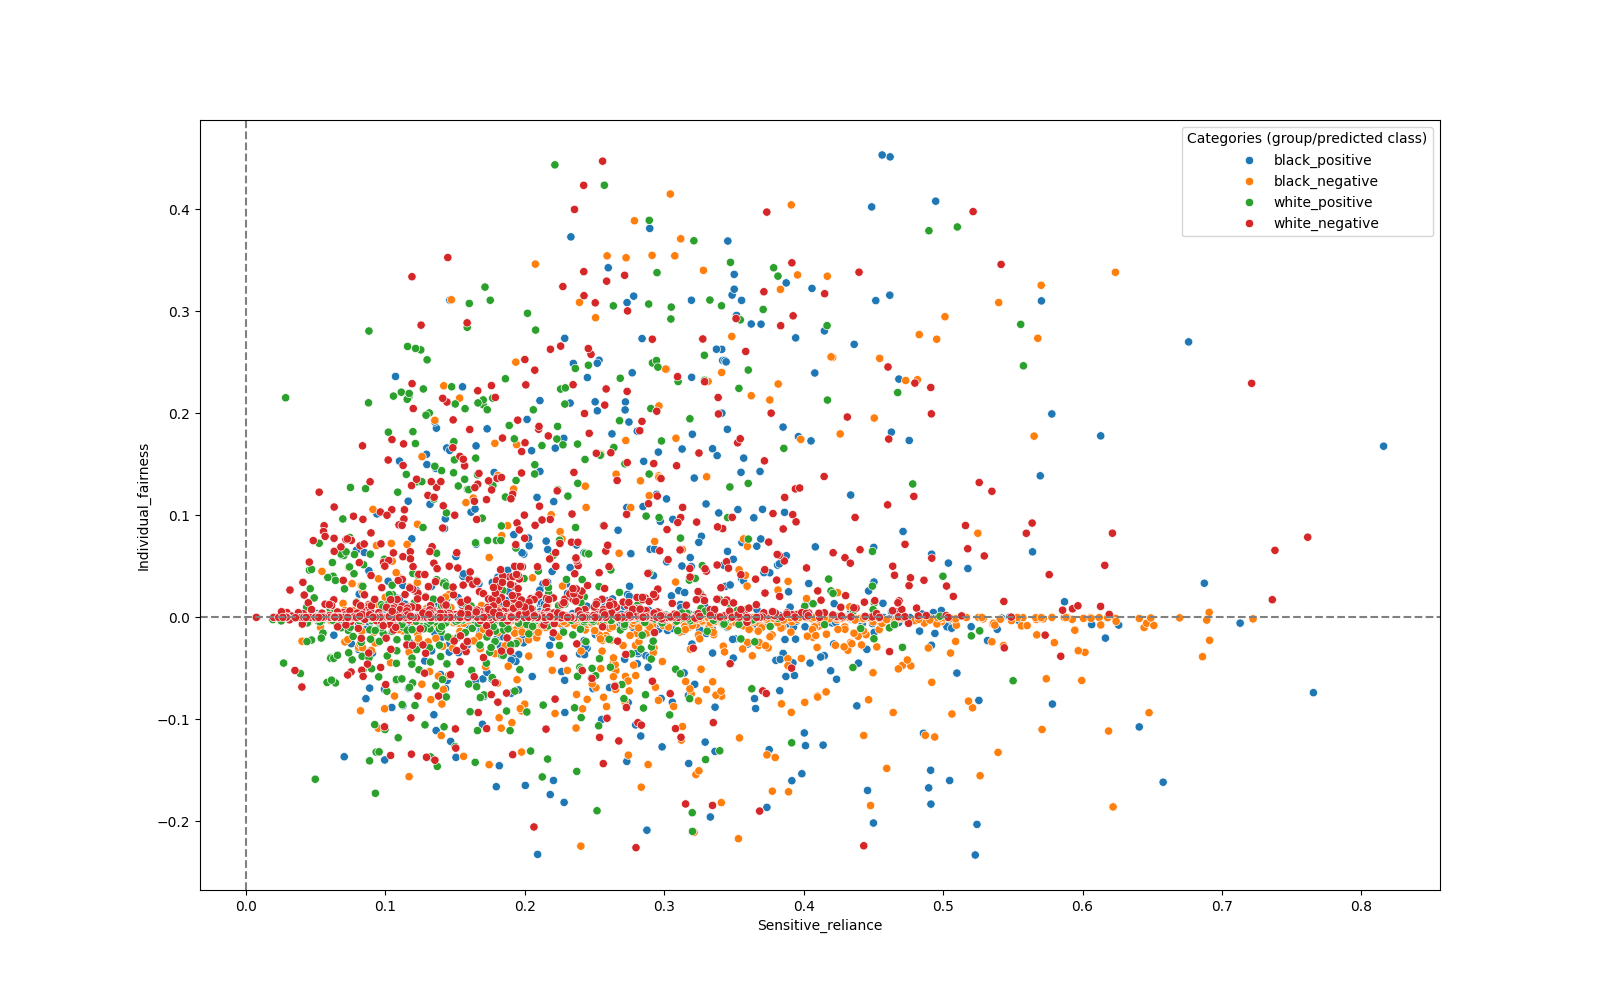 Categories (group/predicted class)
black_positive
black_negative
white_positive
white_negative
Individual_fairness
0.4
0.3
0.2
0.1
0.0
−0.1
−0.2
0.0 0.1 0.2 0.3 0.4 0.5 0.6 0.7 0.8
Sensitive_reliance